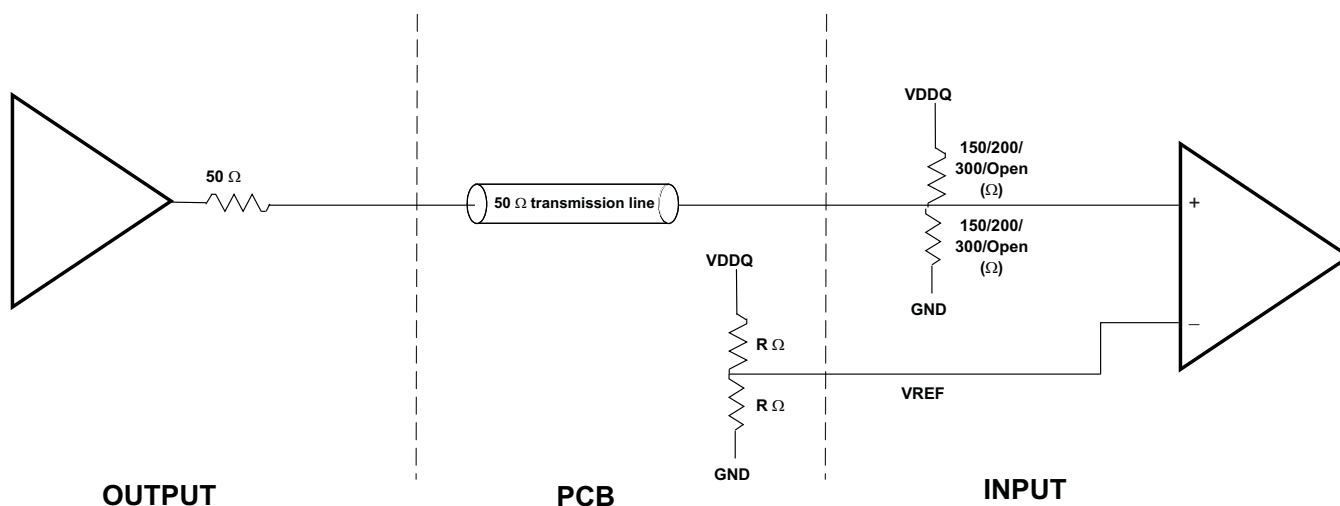 VDDQ
150/200/
300/Open
(Ω)
50 Ω
50 Ω transmission line
+
150/200/
300/Open
(Ω)
VDDQ
GND
−
R Ω
VREF
R Ω
GND
OUTPUT
PCB
INPUT